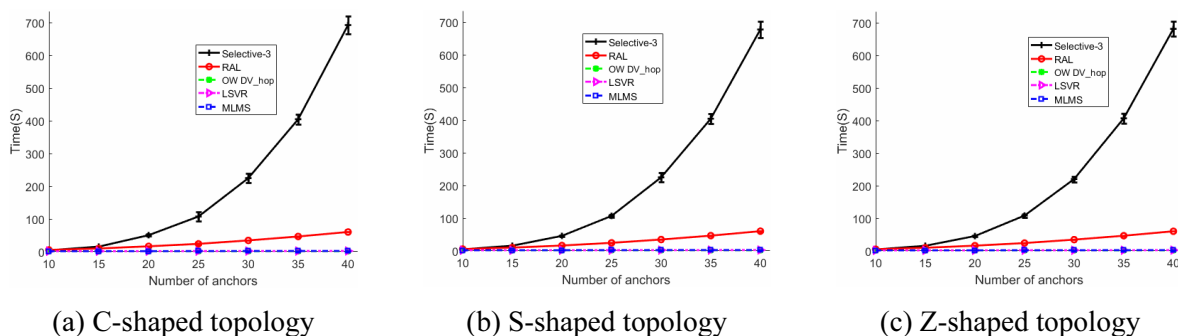 700
600
500
400
300
200
100
0
Time(S)
Selective-3
RAL
OW DV_hop
LSVR
MLMS
10 15 20 25 30 35 40
Number of anchors
(a) C-shaped topology
700
600
500
400
300
200
100
0
Time(S)
Selective-3
RAL
OW DV_hop
LSVR
MLMS
10 15 20 25 30 35 40
Number of anchors
(b) S-shaped topology
700
600
500
400
300
200
100
0
Time(S)
Selective-3
RAL
OW DV_hop
LSVR
MLMS
10 15 20 25 30 35 40
Number of anchors
(c) Z-shaped topology